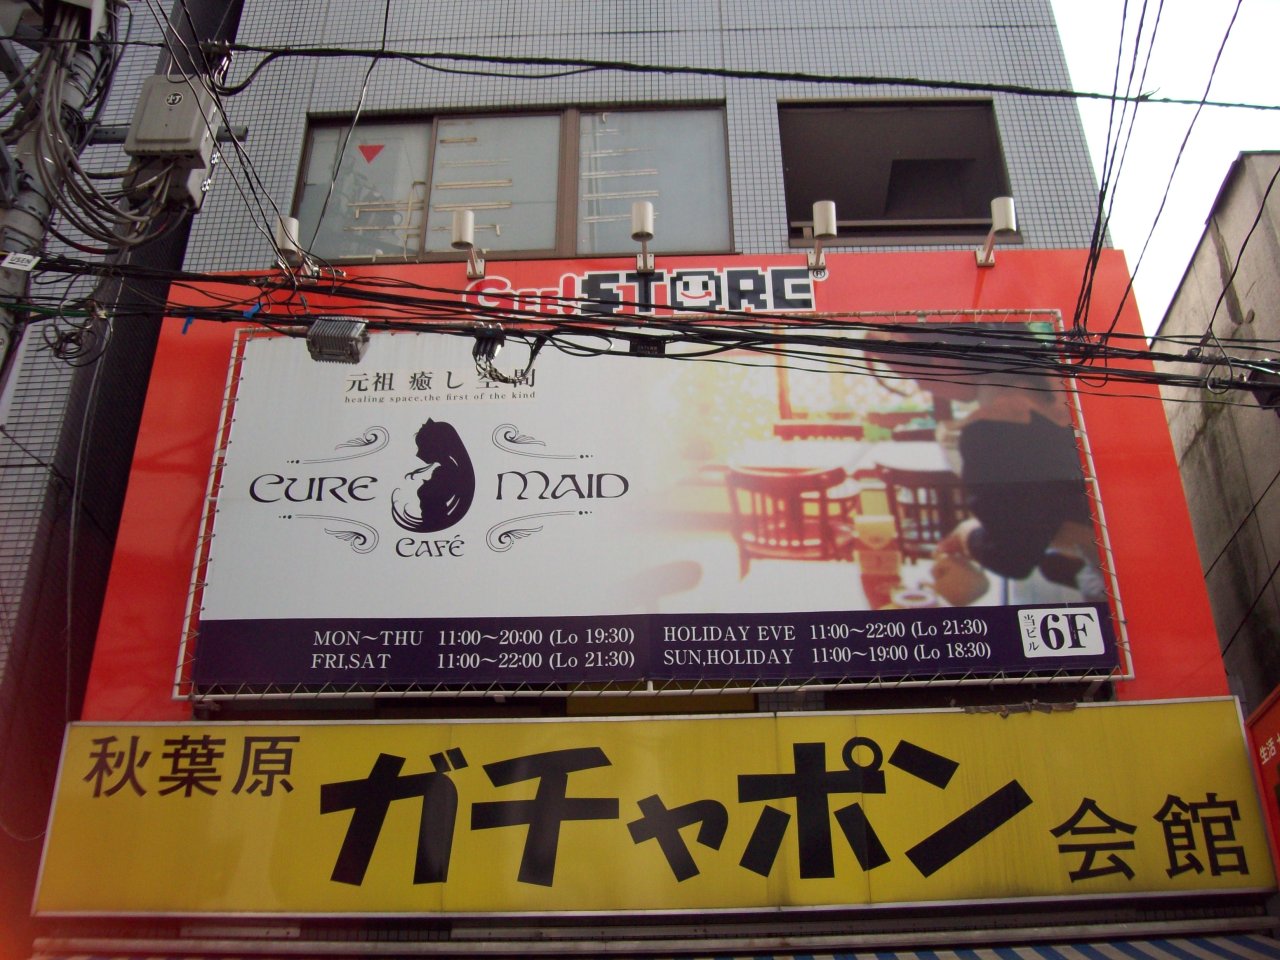 Gee!STORE®
元祖 癒し空間
healing space,the first of the kind
CURE MAID
CAFÉ
MON～THU 11:00～20:00 (Lo 19:30)
FRI,SAT 11:00～22:00 (Lo 21:30)
HOLIDAY EVE 11:00～22:00 (Lo 21:30)
SUN,HOLIDAY 11:00～19:00 (Lo 18:30)
当ビル 6F
秋葉原 ガチャポン 会館
生活